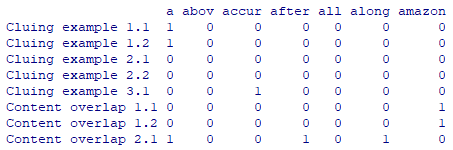 a abov accur after all along amazon
Cluing example 1.1 1 0 0 0 0 0 0
Cluing example 1.2 1 0 0 0 0 0 0
Cluing example 2.1 0 0 0 0 0 0 0
Cluing example 2.2 0 0 0 0 0 0 0
Cluing example 3.1 0 0 1 0 0 0 0
Content overlap 1.1 0 0 0 0 0 0 1
Content overlap 1.2 0 0 0 0 0 0 1
Content overlap 2.1 1 0 0 1 0 1 0